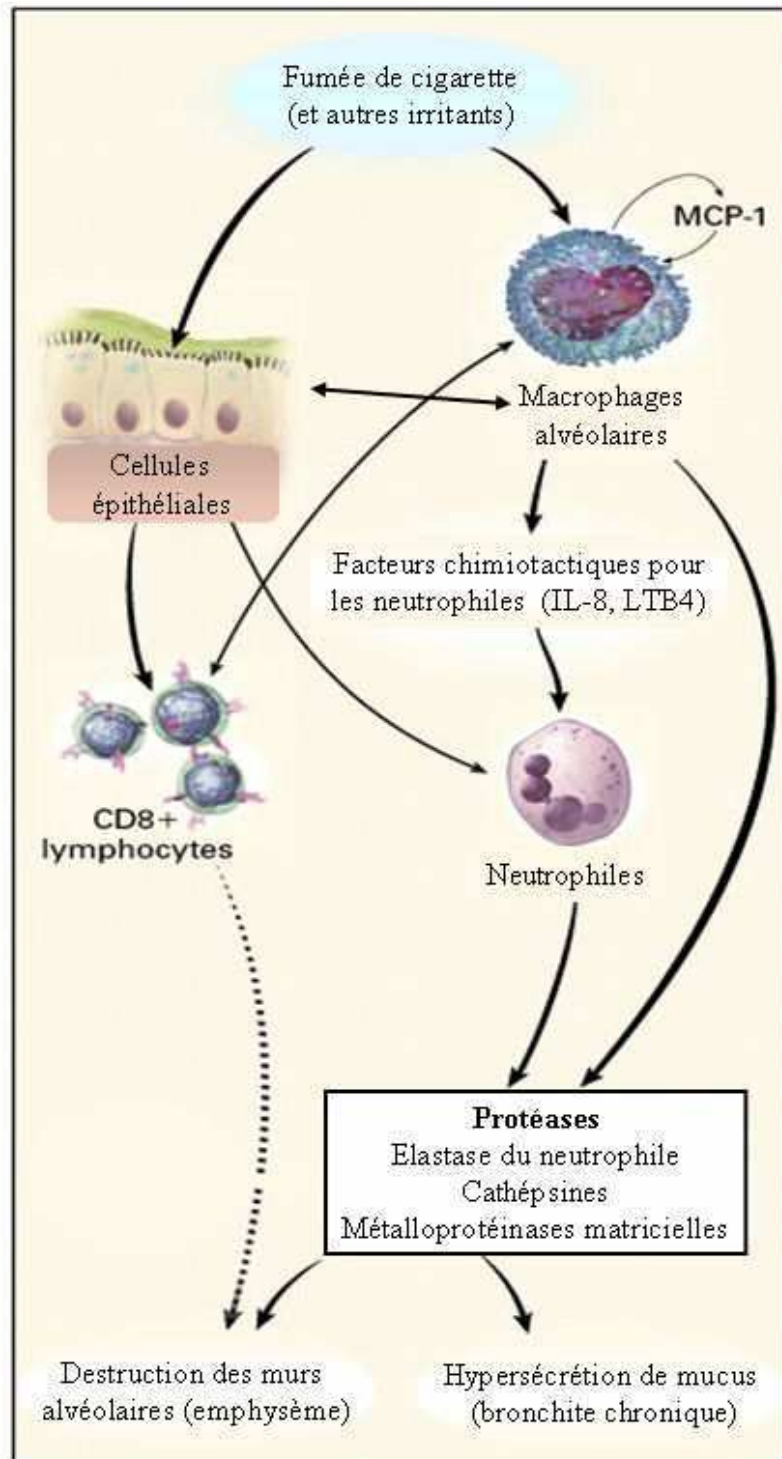 Fumée de cigarette
(et autres irritants)
MCP-1
Macrophages
alvéolaires
Cellules
épithéliales
Facteurs chimiotactiques pour
les neutrophiles (IL-8, LTB4)
CD8+
lymphocytes
Neutrophiles
Protéases
Elastase du neutrophile
Cathépsines
Métalloprotéinases matricielles
Destruction des murs
alvéolaires (emphysème)
Hypersécrétion de mucus
(bronchite chronique)